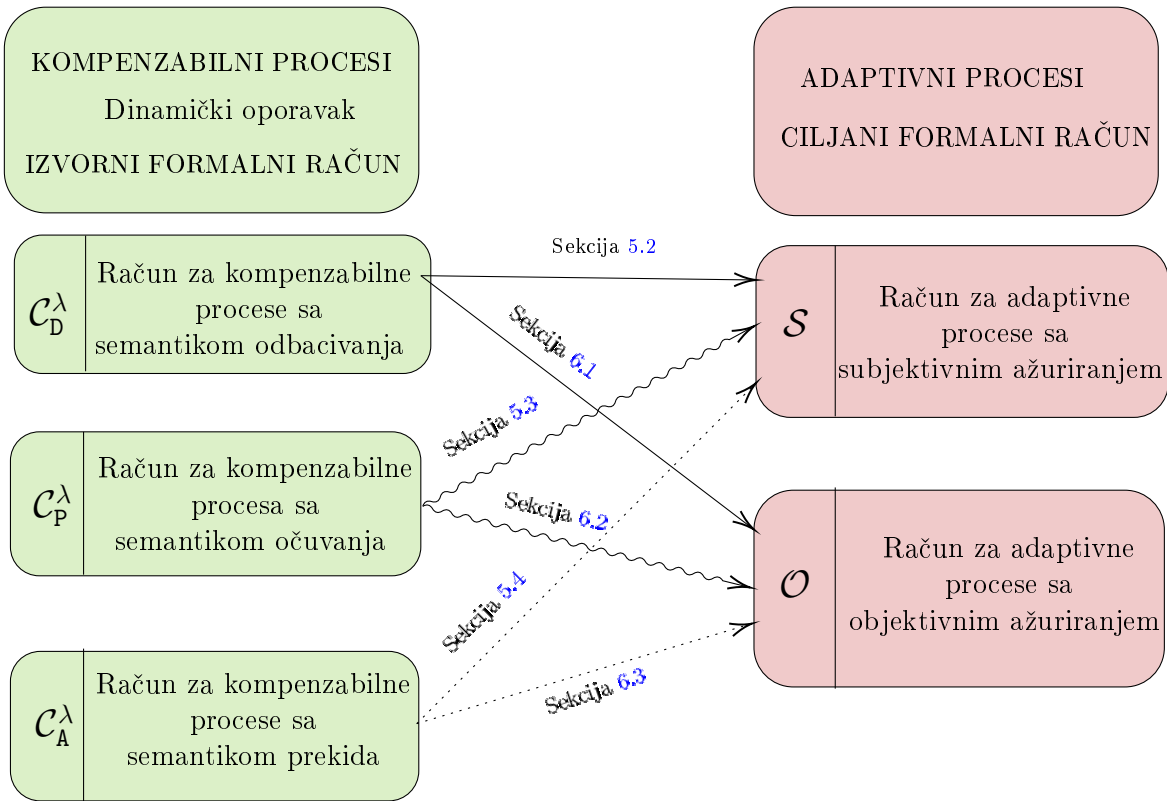 KOMPENZABILNI PROCESI
Dinamički oporavak
IZVORNI FORMALNI RAČUN
ADAPTIVNI PROCESI
CILJANI FORMALNI RAČUN
Sekcija 5.2
C_D^λ
Račun za kompenzabilne
procese sa
semantikom odbacivanja
S
Račun za adaptivne
procese sa
subjektivnim ažuriranjem
Sekcija 6.1
Sekcija 5.3
C_P^λ
Račun za kompenzabilne
procesa sa
semantikom očuvanja
Sekcija 6.2
O
Račun za adaptivne
procese sa
objektivnim ažuriranjem
Sekcija 5.4
Sekcija 6.3
C_A^λ
Račun za kompenzabilne
procese sa
semantikom prekida